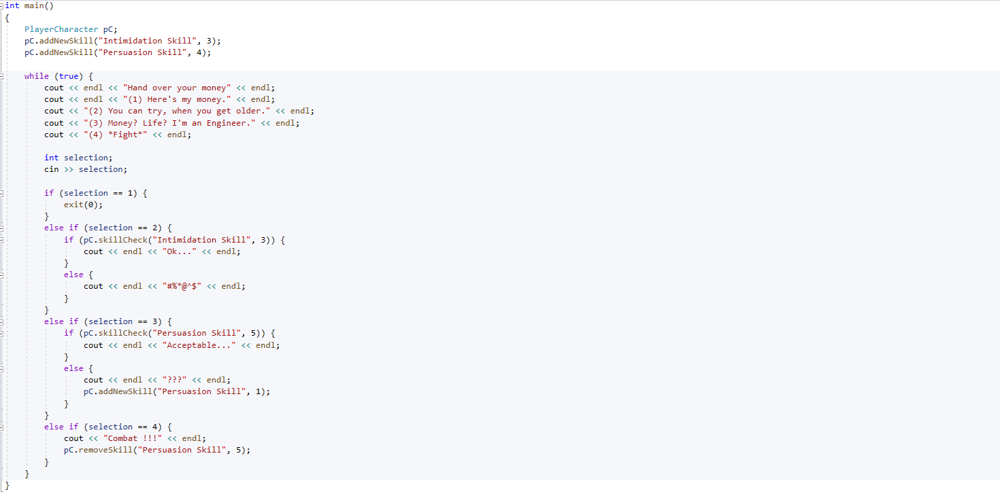 int main()
{
    PlayerCharacter pC;
    pC.addNewSkill("Intimidation Skill", 3);
    pC.addNewSkill("Persuasion Skill", 4);

    while (true) {
        cout << endl << "Hand over your money" << endl;
        cout << endl << "(1) Here's my money." << endl;
        cout << "(2) You can try, when you get older." << endl;
        cout << "(3) Money? Life? I'm an Engineer." << endl;
        cout << "(4) *Fight*" << endl;

        int selection;
        cin >> selection;

        if (selection == 1) {
            exit(0);
        }
        else if (selection == 2) {
            if (pC.skillCheck("Intimidation Skill", 3)) {
                cout << endl << "Ok..." << endl;
            }
            else {
                cout << endl << "#%*@^$" << endl;
            }
        }
        else if (selection == 3) {
            if (pC.skillCheck("Persuasion Skill", 5)) {
                cout << endl << "Acceptable..." << endl;
            }
            else {
                cout << endl << "???" << endl;
                pC.addNewSkill("Persuasion Skill", 1);
            }
        }
        else if (selection == 4) {
            cout << "Combat !!!" << endl;
            pC.removeSkill("Persuasion Skill", 5);
        }
    }
}